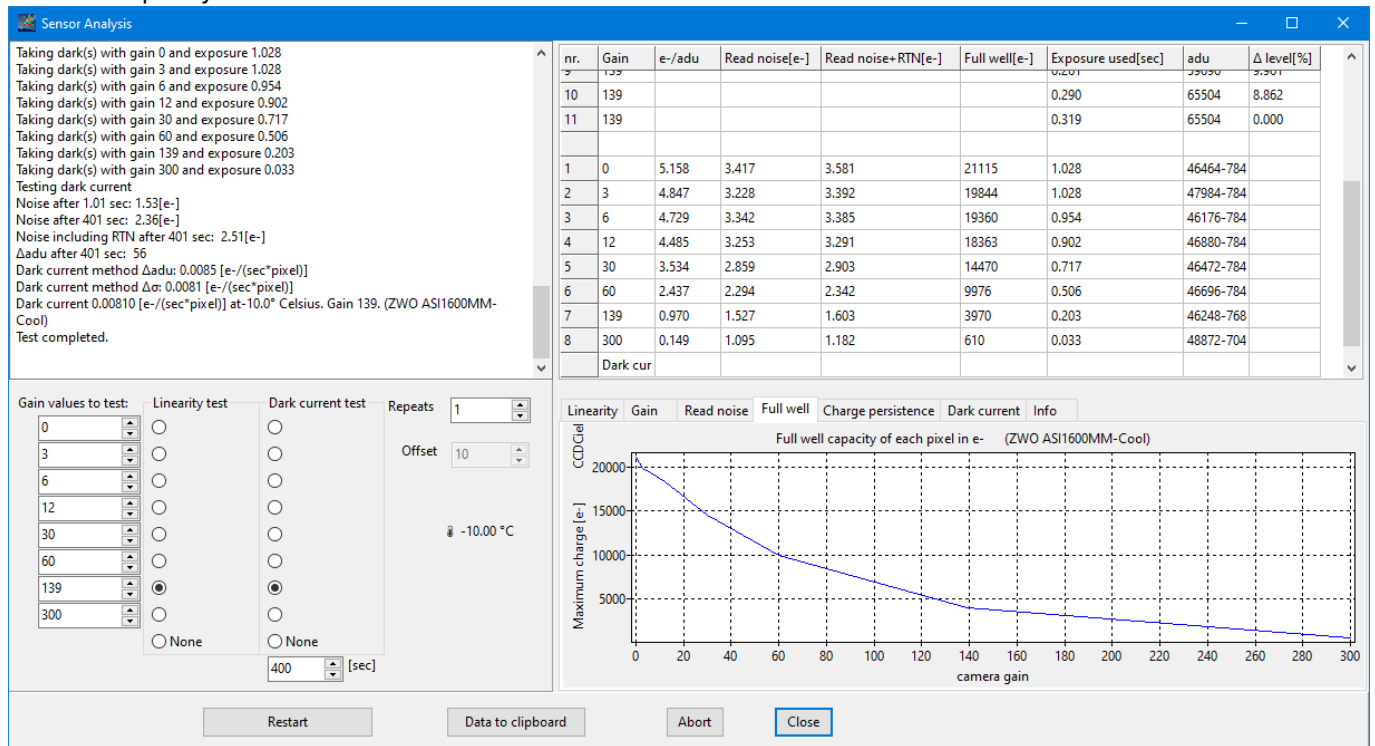 Sensor Analysis
Taking dark(s) with gain 0 and exposure 1.028
Taking dark(s) with gain 3 and exposure 1.028
Taking dark(s) with gain 6 and exposure 0.954
Taking dark(s) with gain 12 and exposure 0.902
Taking dark(s) with gain 30 and exposure 0.717
Taking dark(s) with gain 60 and exposure 0.506
Taking dark(s) with gain 139 and exposure 0.203
Taking dark(s) with gain 300 and exposure 0.033
Testing dark current
Noise after 1.01 sec: 1.53[e-]
Noise after 401 sec: 2.36[e-]
Noise including RTN after 401 sec: 2.51[e-]
Δadu after 401 sec: 56
Dark current method Δadu: 0.0085 [e-/(sec*pixel)]
Dark current method Δσ: 0.0081 [e-/(sec*pixel)]
Dark current 0.00810 [e-/(sec*pixel)] at-10.0° Celsius. Gain 139. (ZWO ASI1600MM-
Cool)
Test completed.
nr. Gain e-/adu Read noise[e-] Read noise+RTN[e-] Full well[e-] Exposure used[sec] adu Δ level[%]
10 139 0.290 65504 8.862
11 139 0.319 65504 0.000
1 0 5.158 3.417 3.581 21115 1.028 46464-784
2 3 4.847 3.228 3.392 19844 1.028 47984-784
3 6 4.729 3.342 3.385 19360 0.954 46176-784
4 12 4.485 3.253 3.291 18363 0.902 46880-784
5 30 3.534 2.859 2.903 14470 0.717 46472-784
6 60 2.437 2.294 2.342 9976 0.506 46696-784
7 139 0.970 1.527 1.603 3970 0.203 46248-768
8 300 0.149 1.095 1.182 610 0.033 48872-704
Dark cur
Gain values to test: Linearity test Dark current test Repeats 1
0
3
Offset 10
6
12
30
-10.00 °C
60
139
300
None None
400 [sec]
Linearity Gain Read noise Full well Charge persistence Dark current Info
Full well capacity of each pixel in e- (ZWO ASI1600MM-Cool)
CCDCiel
Maximum charge [e-]
20000
15000
10000
5000
0 20 40 60 80 100 120 140 160 180 200 220 240 260 280 300
camera gain
Restart Data to clipboard Abort Close